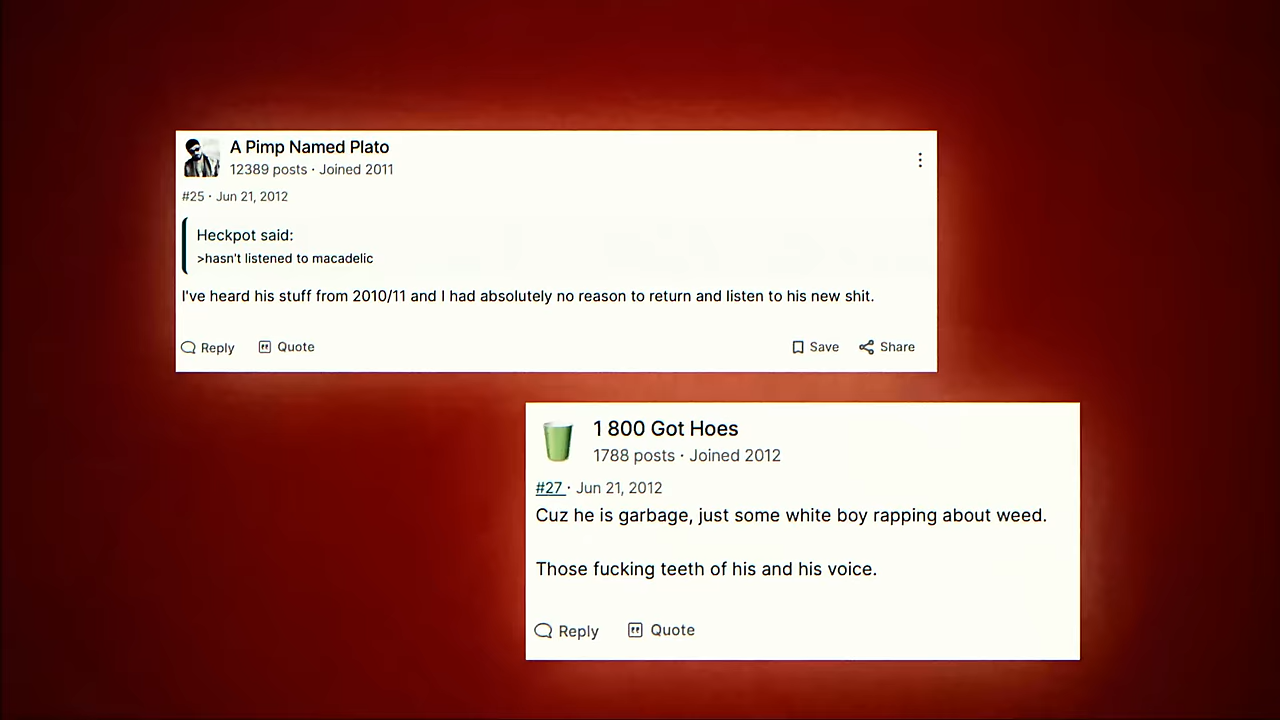 A Pimp Named Plato
12389 posts · Joined 2011
#25 · Jun 21, 2012
Heckpot said:
>hasn't listened to macadelic
I've heard his stuff from 2010/11 and I had absolutely no reason to return and listen to his new shit.
Reply Quote Save Share
1 800 Got Hoes
1788 posts · Joined 2012
#27 · Jun 21, 2012
Cuz he is garbage, just some white boy rapping about weed.
Those fucking teeth of his and his voice.
Reply Quote